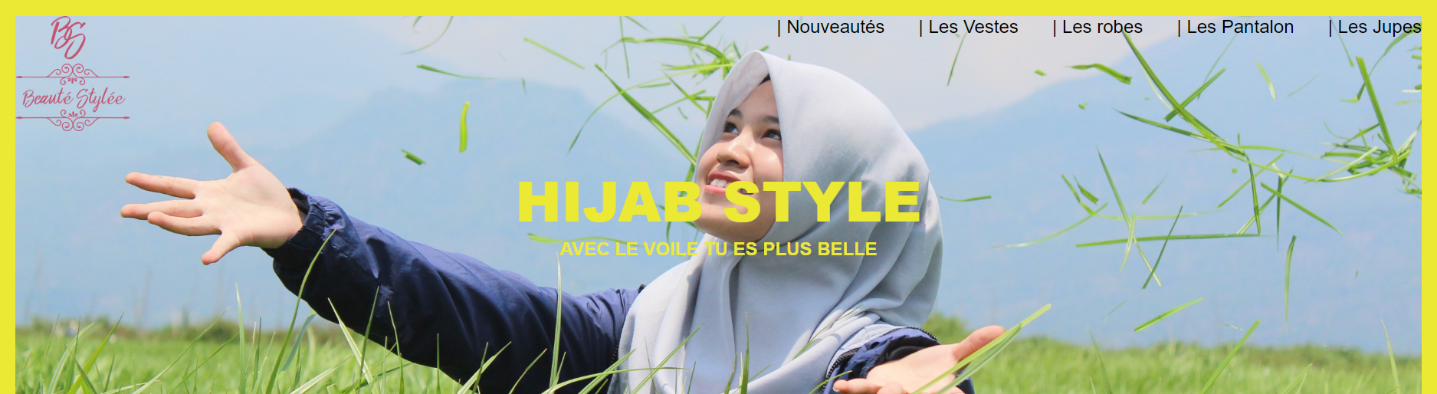 BS
Beauté Stylée
| Nouveautés | Les Vestes | Les robes | Les Pantalon | Les Jupes
HIJAB STYLE
AVEC LE VOILE TU ES PLUS BELLE